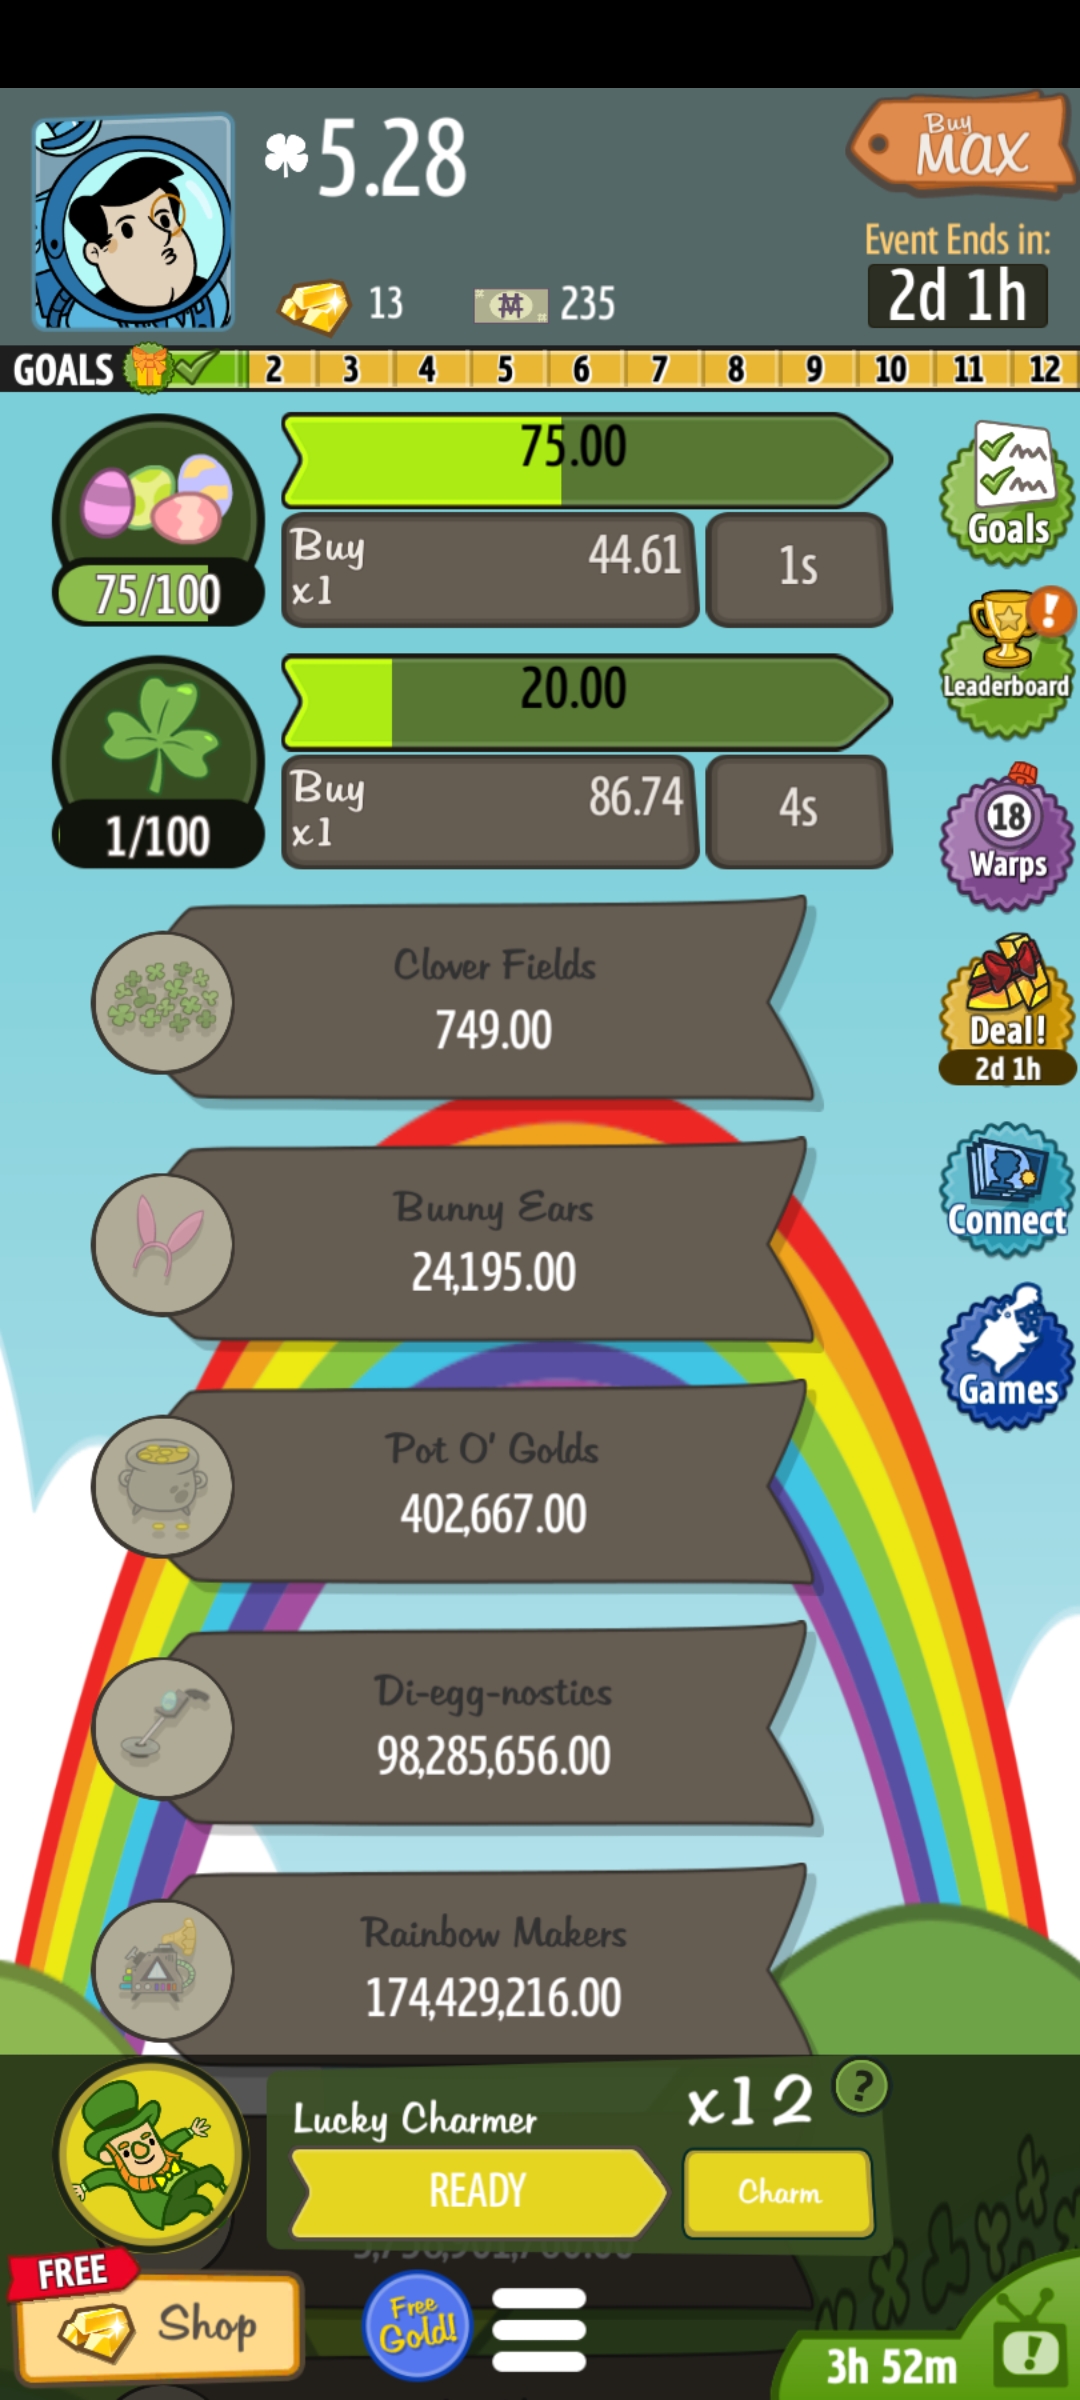 5.28
Buy
MAX
Event Ends in:
2d 1h
13
235
GOALS 2 3 4 5 6 7 8 9 10 11 12
75.00
Buy
x1
44.61
1s
75/100
Goals
Leaderboard
20.00
Buy
x1
86.74
4s
1/100
18
Warps
Clover Fields
749.00
Deal!
2d 1h
Bunny Ears
24,195.00
Connect
Games
Pot O' Golds
402,667.00
Di-egg-nostics
98,285,656.00
Rainbow Makers
174,429,216.00
Lucky Charmer
x12
?
READY
Charm
FREE
Shop
Free
Gold!
3h 52m